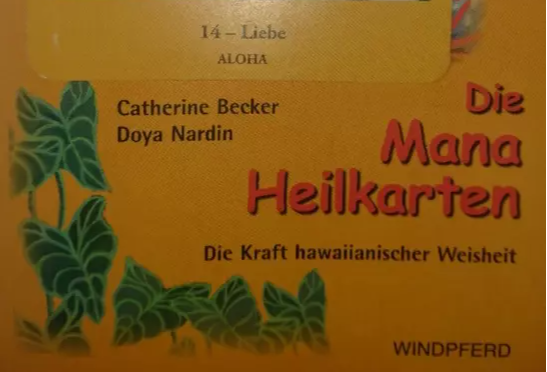 14 – Liebe
ALOHA
Catherine Becker
Doya Nardin
Die
Mana
Heilkarten
Die Kraft hawaiianischer Weisheit
WINDPFERD